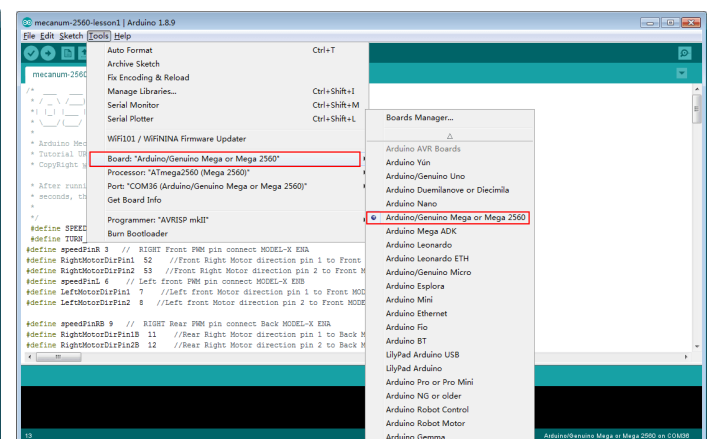 mecanum-2560-lesson1 | Arduino 1.8.9
File Edit Sketch Tools Help
mecanum-2560
Auto Format Ctrl+T
Archive Sketch
Fix Encoding & Reload
Manage Libraries... Ctrl+Shift+I
Serial Monitor Ctrl+Shift+M
Serial Plotter Ctrl+Shift+L
WiFi101 / WiFiNINA Firmware Updater
Board: "Arduino/Genuino Mega or Mega 2560"
Processor: "ATmega2560 (Mega 2560)"
Port: "COM36 (Arduino/Genuino Mega or Mega 2560)"
Get Board Info
Programmer: "AVRISP mkII"
Burn Bootloader
Boards Manager...
Arduino AVR Boards
Arduino Yún
Arduino/Genuino Uno
Arduino Duemilanove or Diecimila
Arduino Nano
Arduino/Genuino Mega or Mega 2560
Arduino Mega ADK
Arduino Leonardo
Arduino Leonardo ETH
Arduino/Genuino Micro
Arduino Esplora
Arduino Mini
Arduino Ethernet
Arduino Fio
Arduino BT
LilyPad Arduino USB
LilyPad Arduino
Arduino Pro or Pro Mini
Arduino NG or older
Arduino Robot Control
Arduino Robot Motor
Arduino Gemma
/*
* / _ \ /___)
*| |_| |___ |
* \___/(___/
*
* Arduino Mec
* Tutorial UR
* CopyRight
* After runni
* seconds, th
*
*/
#define SPEED
#define TURN_
#define speedPinR 3 // RIGHT Front PWM pin connect MODEL-X ENA
#define RightMotorDirPin1 52 //Front Right Motor direction pin 1 to Front
#define RightMotorDirPin2 53 //Front Right Motor direction pin 2 to Front M
#define speedPinL 6 // Left front PWM pin connect MODEL-X ENB
#define LeftMotorDirPin1 7 //Left front Motor direction pin 1 to Front MOD
#define LeftMotorDirPin2 8 //Left front Motor direction pin 2 to Front MODE
#define speedPinRB 9 // RIGHT Rear PWM pin connect Back MODEL-X ENA
#define RightMotorDirPin1B 11 //Rear Right Motor direction pin 1 to Back M
#define RightMotorDirPin2B 12 //Rear Right Motor direction pin 2 to Back M
13 Arduino/Genuino Mega or Mega 2560 on COM36